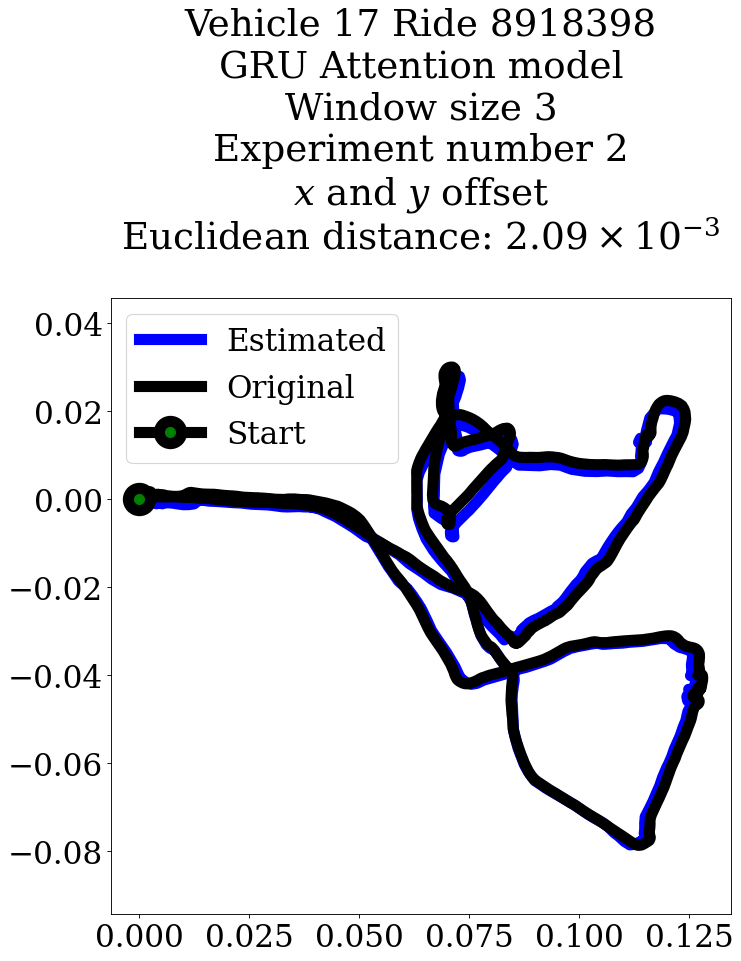 Vehicle 17 Ride 8918398
GRU Attention model
Window size 3
Experiment number 2
x and y offset
Euclidean distance: 2.09 × 10⁻³
Estimated
Original
Start
0.04
0.02
0.00
−0.02
−0.04
−0.06
−0.08
0.000 0.025 0.050 0.075 0.100 0.125